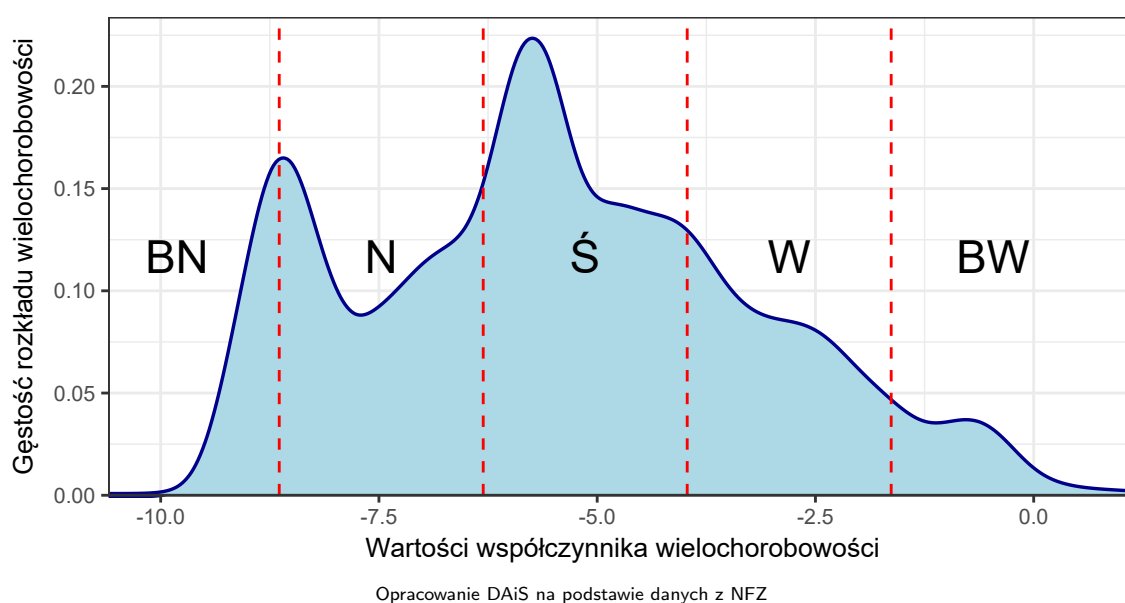 Gęstość rozkładu wielochorobowości
0.20
0.15
0.10
0.05
0.00
BN N Ś W BW
-10.0 -7.5 -5.0 -2.5 0.0
Wartości współczynnika wielochorobowości
Opracowanie DAiS na podstawie danych z NFZ